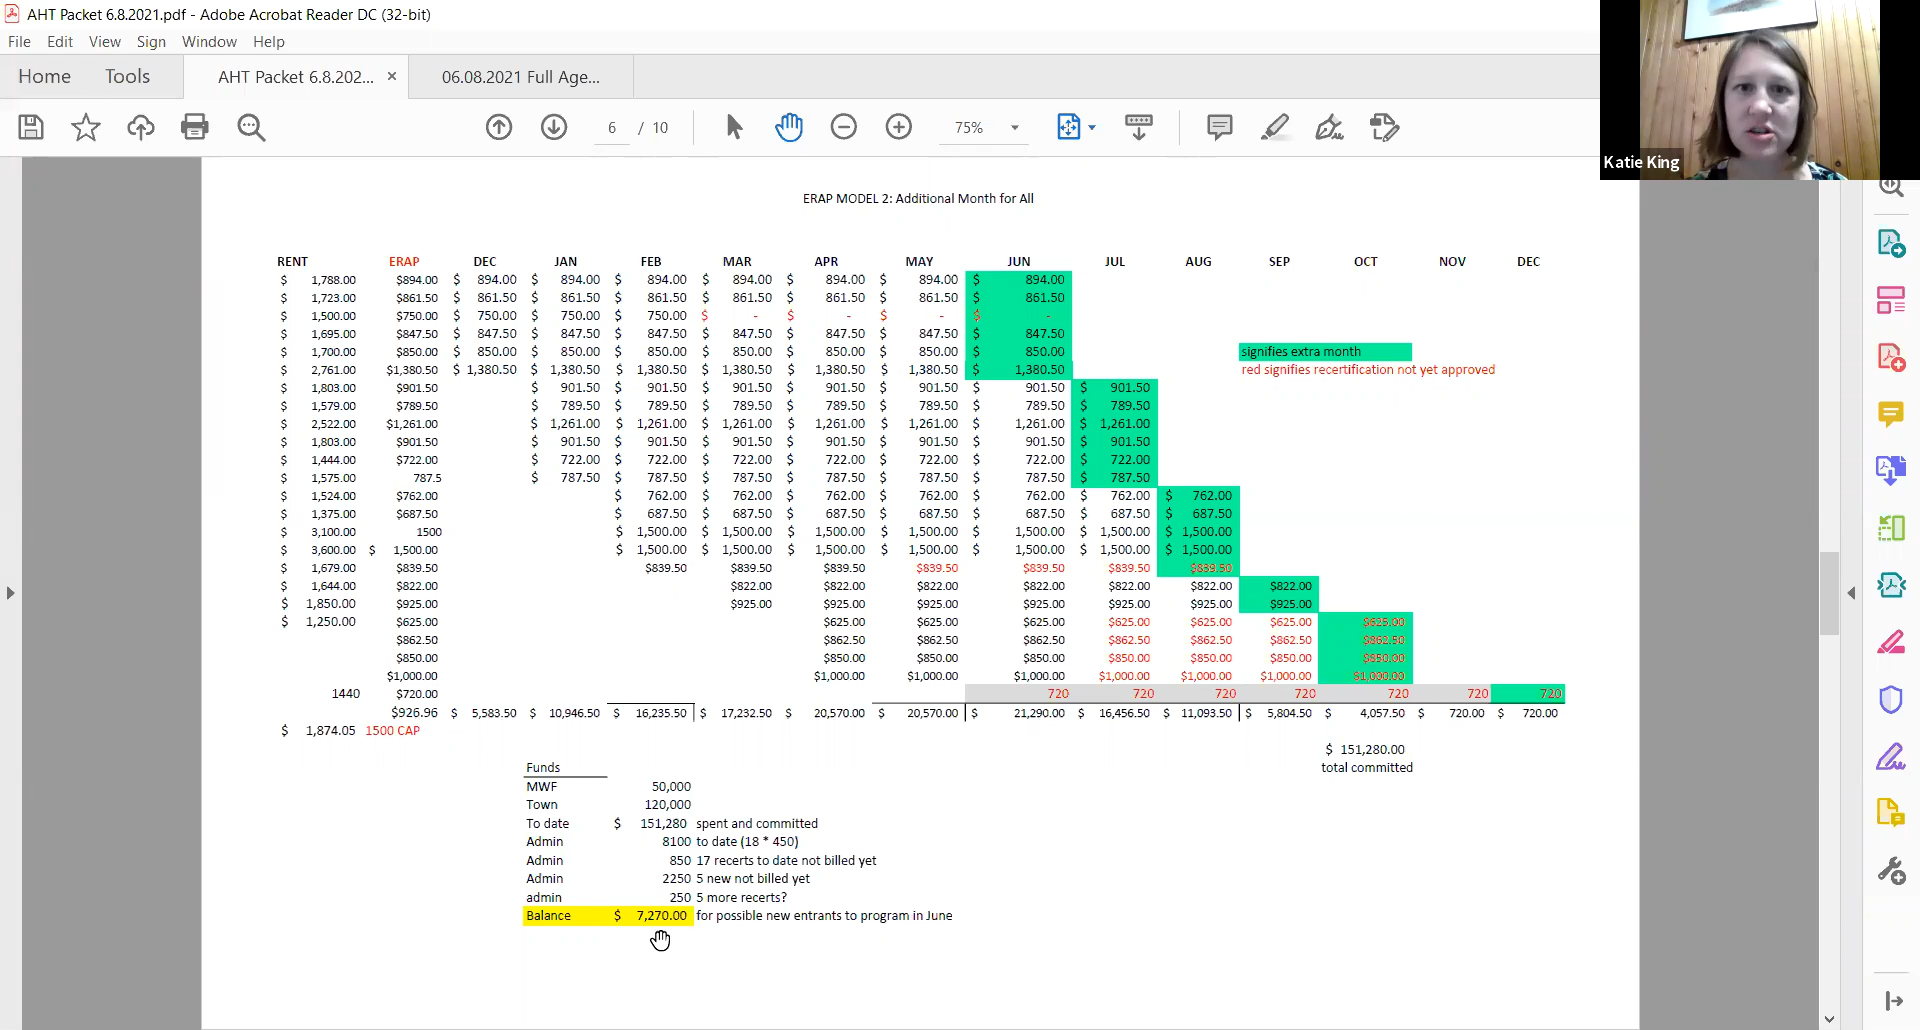 AHT Packet 6.8.2021.pdf - Adobe Acrobat Reader DC (32-bit)
File Edit View Sign Window Help
Home Tools AHT Packet 6.8.202... × 06.08.2021 Full Age...
6 / 10 75%
Katie King
ERAP MODEL 2: Additional Month for All
RENT ERAP DEC JAN FEB MAR APR MAY JUN JUL AUG SEP OCT NOV DEC
$ 1,788.00 $894.00 $ 894.00 $ 894.00 $ 894.00 $ 894.00 $ 894.00 $ 894.00 $ 894.00
$ 1,723.00 $861.50 $ 861.50 $ 861.50 $ 861.50 $ 861.50 $ 861.50 $ 861.50 $ 861.50
$ 1,500.00 $750.00 $ 750.00 $ 750.00 $ 750.00 $ - $ - $ - $ -
$ 1,695.00 $847.50 $ 847.50 $ 847.50 $ 847.50 $ 847.50 $ 847.50 $ 847.50 $ 847.50
$ 1,700.00 $850.00 $ 850.00 $ 850.00 $ 850.00 $ 850.00 $ 850.00 $ 850.00 $ 850.00 signifies extra month
$ 2,761.00 $1,380.50 $ 1,380.50 $ 1,380.50 $ 1,380.50 $ 1,380.50 $ 1,380.50 $ 1,380.50 $ 1,380.50 red signifies recertification not yet approved
$ 1,803.00 $901.50 $ 901.50 $ 901.50 $ 901.50 $ 901.50 $ 901.50 $ 901.50 $ 901.50
$ 1,579.00 $789.50 $ 789.50 $ 789.50 $ 789.50 $ 789.50 $ 789.50 $ 789.50 $ 789.50
$ 2,522.00 $1,261.00 $ 1,261.00 $ 1,261.00 $ 1,261.00 $ 1,261.00 $ 1,261.00 $ 1,261.00 $ 1,261.00
$ 1,803.00 $901.50 $ 901.50 $ 901.50 $ 901.50 $ 901.50 $ 901.50 $ 901.50 $ 901.50
$ 1,444.00 $722.00 $ 722.00 $ 722.00 $ 722.00 $ 722.00 $ 722.00 $ 722.00 $ 722.00
$ 1,575.00 787.5 $ 787.50 $ 787.50 $ 787.50 $ 787.50 $ 787.50 $ 787.50 $ 787.50
$ 1,524.00 $762.00 $ 762.00 $ 762.00 $ 762.00 $ 762.00 $ 762.00 $ 762.00 $ 762.00
$ 1,375.00 $687.50 $ 687.50 $ 687.50 $ 687.50 $ 687.50 $ 687.50 $ 687.50 $ 687.50
$ 3,100.00 1500 $ 1,500.00 $ 1,500.00 $ 1,500.00 $ 1,500.00 $ 1,500.00 $ 1,500.00 $ 1,500.00
$ 3,600.00 $ 1,500.00 $ 1,500.00 $ 1,500.00 $ 1,500.00 $ 1,500.00 $ 1,500.00 $ 1,500.00 $ 1,500.00
$ 1,679.00 $839.50 $839.50 $839.50 $839.50 $839.50 $839.50 $839.50 $839.50
$ 1,644.00 $822.00 $822.00 $822.00 $822.00 $822.00 $822.00 $822.00 $822.00
$ 1,850.00 $925.00 $925.00 $925.00 $925.00 $925.00 $925.00 $925.00 $925.00
$ 1,250.00 $625.00 $625.00 $625.00 $625.00 $625.00 $625.00 $625.00 $625.00
$862.50 $862.50 $862.50 $862.50 $862.50 $862.50 $862.50 $862.50
$850.00 $850.00 $850.00 $850.00 $850.00 $850.00 $850.00 $850.00
$1,000.00 $1,000.00 $1,000.00 $1,000.00 $1,000.00 $1,000.00 $1,000.00 $1,000.00
1440 $720.00 720 720 720 720 720 720 720
$926.96 $ 5,583.50 $ 10,946.50 $ 16,235.50 $ 17,232.50 $ 20,570.00 $ 20,570.00 $ 21,290.00 $ 16,456.50 $ 11,093.50 $ 5,804.50 $ 4,057.50 $ 720.00 $ 720.00
$ 1,874.05 1500 CAP
$ 151,280.00
total committed
Funds
MWF 50,000
Town 120,000
To date $ 151,280 spent and committed
Admin 8100 to date (18 * 450)
Admin 850 17 recerts to date not billed yet
Admin 2250 5 new not billed yet
admin 250 5 more recerts?
Balance $ 7,270.00 for possible new entrants to program in June